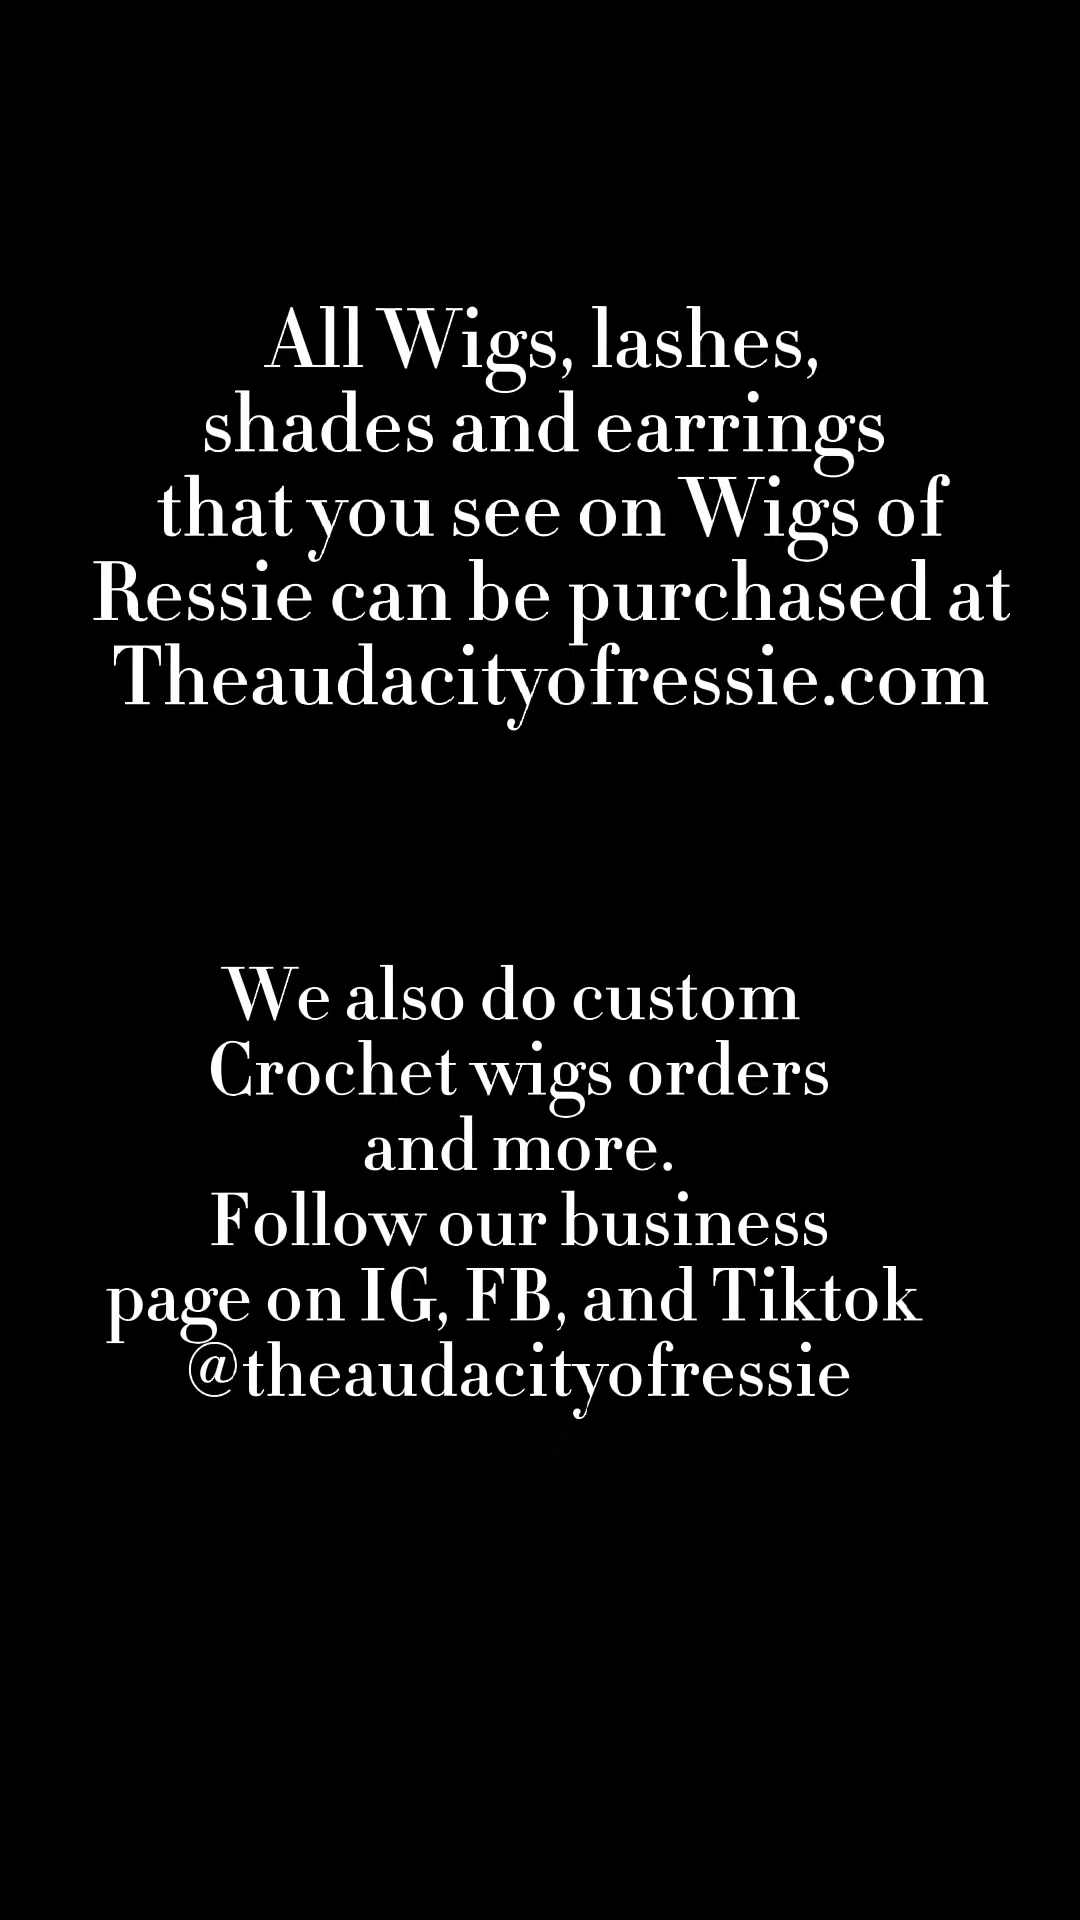 All Wigs, lashes,
shades and earrings
that you see on Wigs of
Ressie can be purchased at
Theaudacityofressie.com
We also do custom
Crochet wigs orders
and more.
Follow our business
page on IG, FB, and Tiktok
@theaudacityofressie